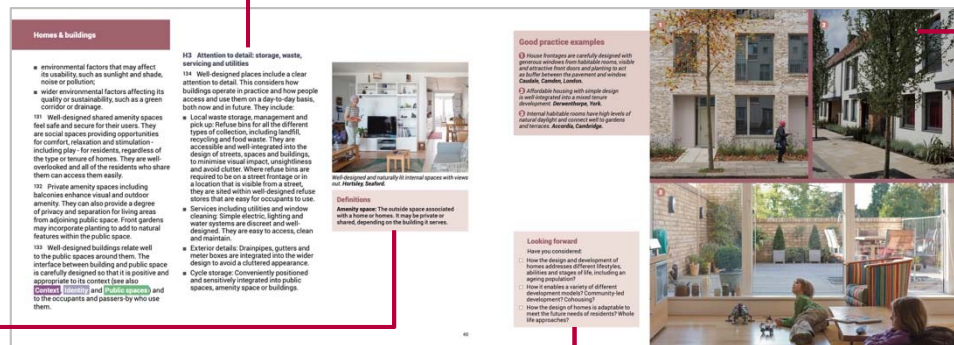 Homes & buildings
■ environmental factors that may affect
its usability, such as sunlight and shade,
noise or pollution;
■ wider environmental factors affecting its
quality or sustainability, such as a green
corridor or drainage.
131 Well-designed shared amenity spaces
feel safe and secure for their users. They
are social spaces providing opportunities
for comfort, relaxation and stimulation -
including play - for residents, regardless of
the type or tenure of homes. They are well-
overlooked and all of the residents who share
them can access them easily.
132 Private amenity spaces including
balconies enhance visual and outdoor
amenity. They can also provide a degree
of privacy and separation for living areas
from adjoining public space. Front gardens
may incorporate planting to add to natural
features within the public space.
133 Well-designed buildings relate well
to the public spaces around them. The
interface between building and public space
is carefully designed so that it is positive and
appropriate to its context (see also
Context, Identity and Public spaces) and
to the occupants and passers-by who use
them.
H3 Attention to detail: storage, waste,
servicing and utilities
134 Well-designed places include a clear
attention to detail. This considers how
buildings operate in practice and how people
access and use them on a day-to-day basis,
both now and in future. They include:
■ Local waste storage, management and
pick up: Refuse bins for all the different
types of collection, including landfill,
recycling and food waste. They are
accessible and well-integrated into the
design of streets, spaces and buildings,
to minimise visual impact, unsightliness
and avoid clutter. Where refuse bins are
required to be on a street frontage or in
a location that is visible from a street,
they are sited within well-designed refuse
stores that are easy for occupants to use.
■ Services including utilities and window
cleaning: Simple electric, lighting and
water systems are discreet and well-
designed. They are easy to access, clean
and maintain.
■ Exterior details: Drainpipes, gutters and
meter boxes are integrated into the wider
design to avoid a cluttered appearance.
■ Cycle storage: Conveniently positioned
and sensitively integrated into public
spaces, amenity space or buildings.
Well-designed and naturally lit internal spaces with views
out. Hortsley, Seaford.
Definitions
Amenity space: The outside space associated
with a home or homes. It may be private or
shared, depending on the building it serves.
Good practice examples
1 House frontages are carefully designed with
generous windows from habitable rooms, visible
and attractive front doors and planting to act
as buffer between the pavement and window.
Caudale, Camden, London.
2 Affordable housing with simple design
is well-integrated into a mixed tenure
development. Derwenthorpe, York.
3 Internal habitable rooms have high levels of
natural daylight and connect well to gardens
and terraces. Accordia, Cambridge.
Looking forward
Have you considered:
□ How the design and development of
homes addresses different lifestyles,
abilities and stages of life, including an
ageing population?
□ How it enables a variety of different
development models? Community-led
development? Cohousing?
□ How the design of homes is adaptable to
meet the future needs of residents? Whole
life approaches?
1
2
3